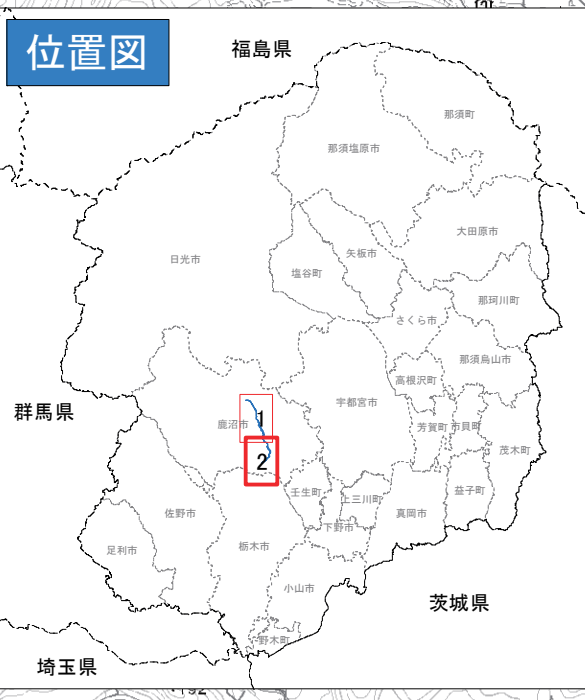 位置図
福島県
那須町
那須塩原市
大田原市
日光市
矢板市
塩谷町
那珂川町
さくら市
那須烏山市
高根沢町
宇都宮市
群馬県
鹿沼市
1
芳賀町
市貝町
茂木町
2
壬生町
上三川町
益子町
佐野市
真岡市
下野市
足利市
栃木市
小山市
茨城県
野木町
埼玉県
192